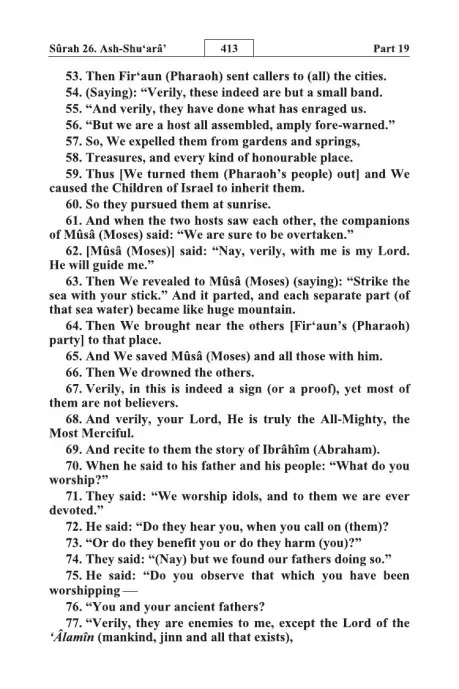 Sûrah 26. Ash-Shu‘arâ’ 413 Part 19
53. Then Fir‘aun (Pharaoh) sent callers to (all) the cities.
54. (Saying): “Verily, these indeed are but a small band.
55. “And verily, they have done what has enraged us.
56. “But we are a host all assembled, amply fore-warned.”
57. So, We expelled them from gardens and springs,
58. Treasures, and every kind of honourable place.
59. Thus [We turned them (Pharaoh’s people) out] and We
caused the Children of Israel to inherit them.
60. So they pursued them at sunrise.
61. And when the two hosts saw each other, the companions
of Mûsâ (Moses) said: “We are sure to be overtaken.”
62. [Mûsâ (Moses)] said: “Nay, verily, with me is my Lord.
He will guide me.”
63. Then We revealed to Mûsâ (Moses) (saying): “Strike the
sea with your stick.” And it parted, and each separate part (of
that sea water) became like huge mountain.
64. Then We brought near the others [Fir‘aun’s (Pharaoh)
party] to that place.
65. And We saved Mûsâ (Moses) and all those with him.
66. Then We drowned the others.
67. Verily, in this is indeed a sign (or a proof), yet most of
them are not believers.
68. And verily, your Lord, He is truly the All-Mighty, the
Most Merciful.
69. And recite to them the story of Ibrâhîm (Abraham).
70. When he said to his father and his people: “What do you
worship?”
71. They said: “We worship idols, and to them we are ever
devoted.”
72. He said: “Do they hear you, when you call on (them)?
73. “Or do they benefit you or do they harm (you)?”
74. They said: “(Nay) but we found our fathers doing so.”
75. He said: “Do you observe that which you have been
worshipping —
76. “You and your ancient fathers?
77. “Verily, they are enemies to me, except the Lord of the
‘Âlamîn (mankind, jinn and all that exists),